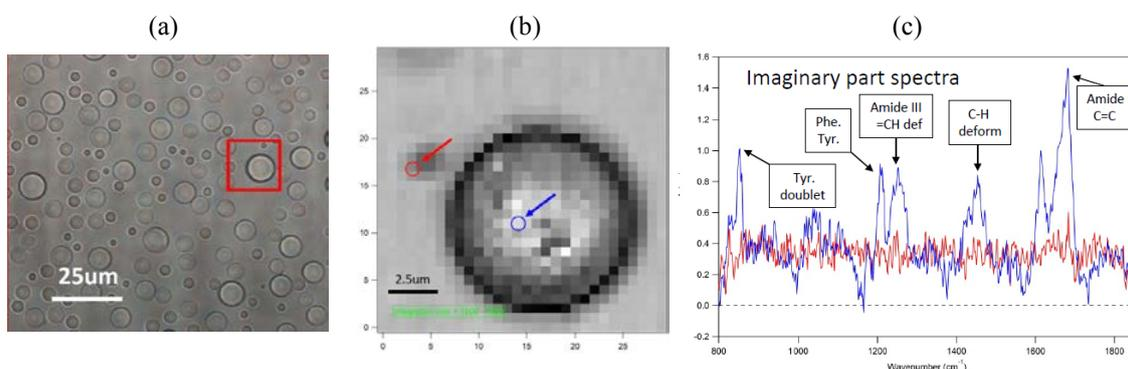 (a) (b) (c)
25um
2.5um
25
20
15
10
5
0
0 5 10 15 20 25
Imaginary part spectra
Phe.
Tyr.
Amide III
=CH def
C-H
deform
Amide
C=C
Tyr.
doublet
1.6
1.4
1.2
1.0
0.8
0.6
0.4
0.2
0.0
-0.2
800 1000 1200 1400 1600 1800
Wavenumber (cm⁻¹)